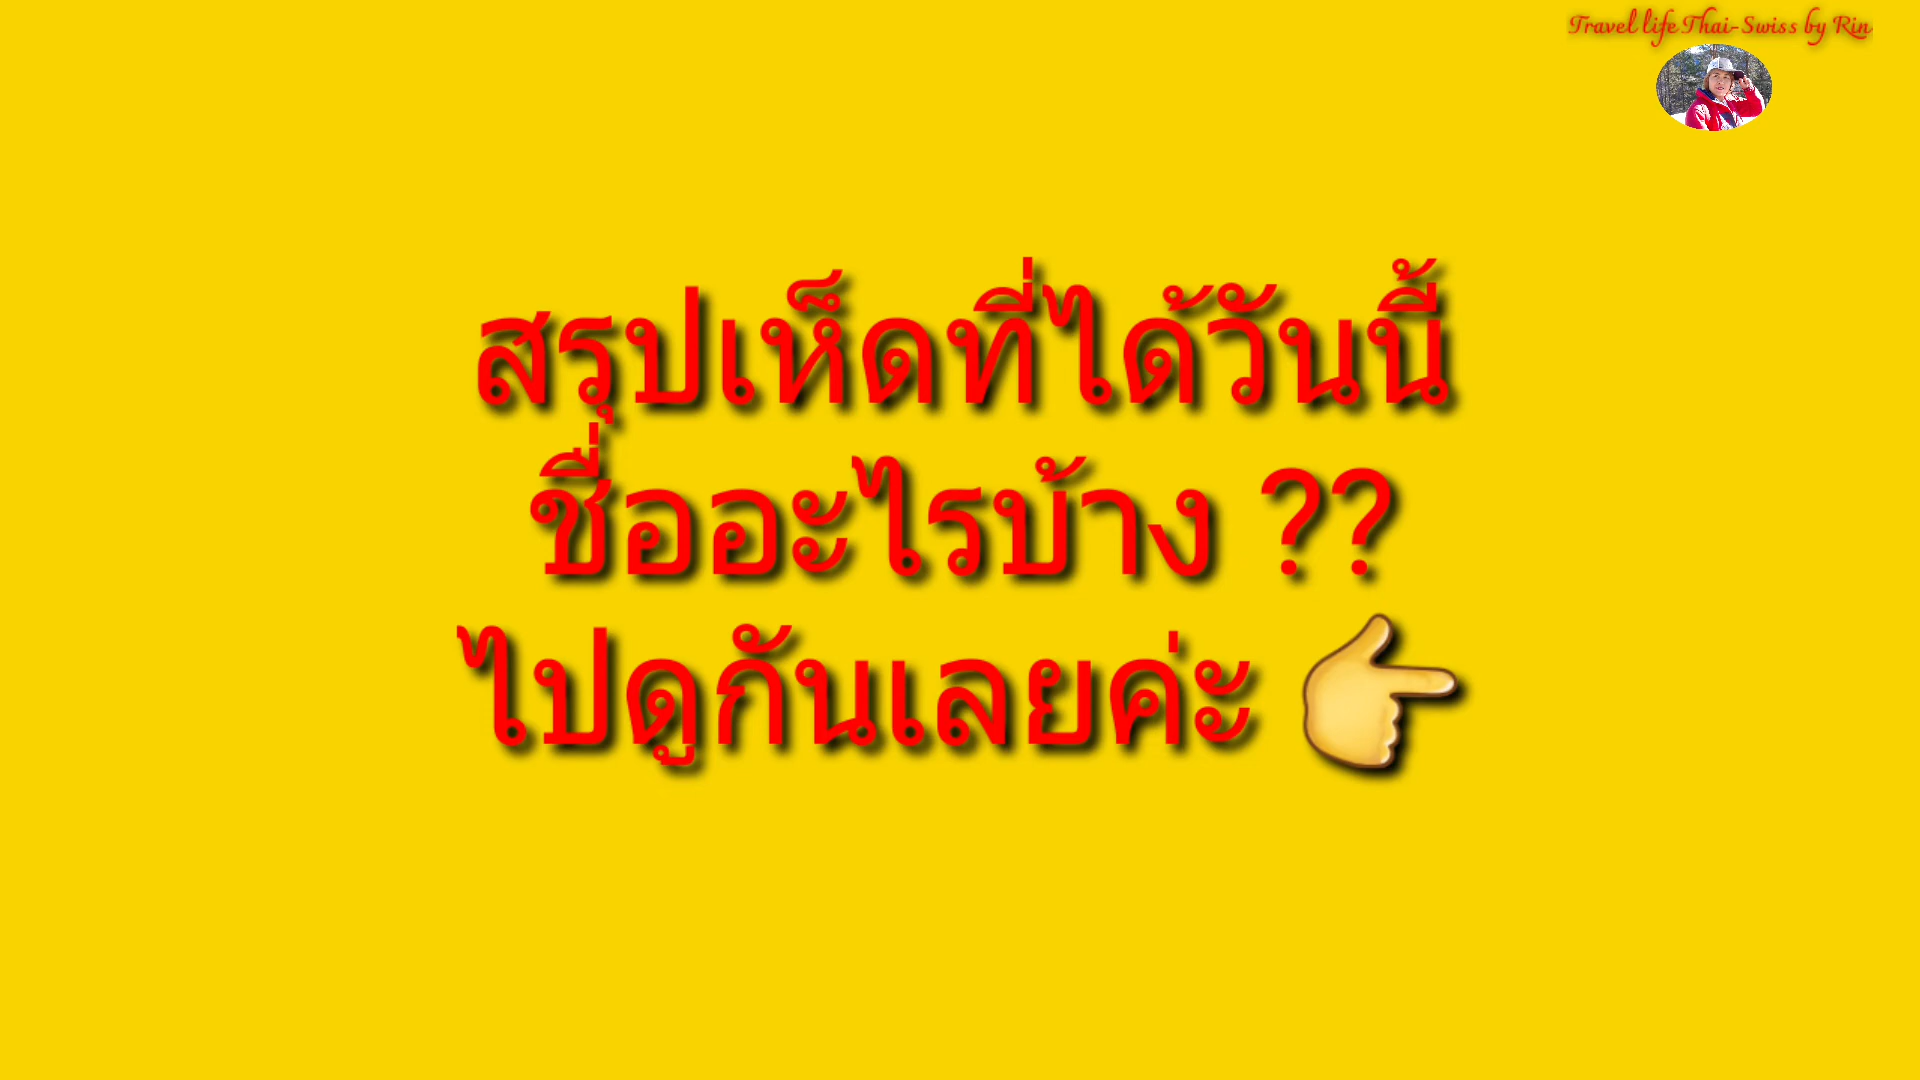 Travel life Thai-Swiss by Rin
สรุปเห็ดที่ได้วันนี้
ชื่ออะไรบ้าง ??
ไปดูกันเลยค่ะ 👉